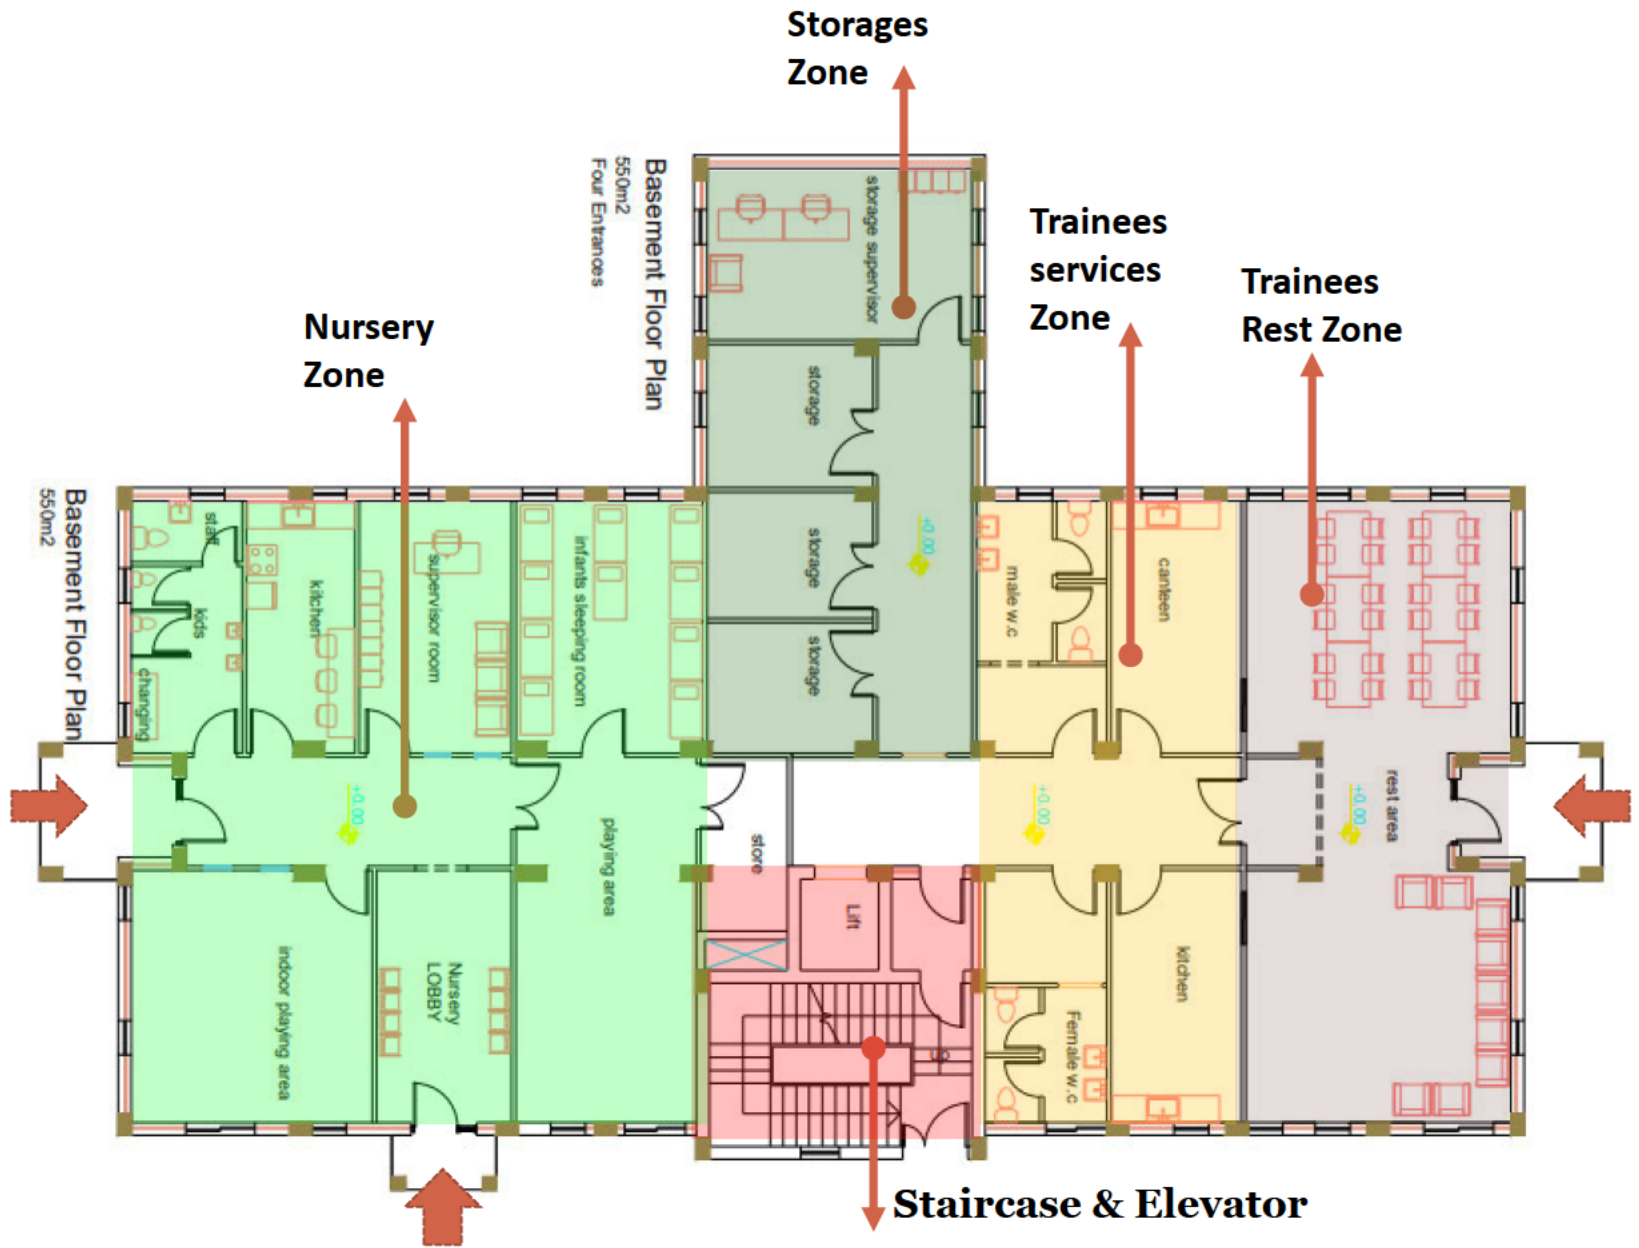 Storages
Zone
Trainees
services
Zone
Trainees
Rest Zone
Nursery
Zone
Basement Floor Plan
550m2
Four Entrances
Basement Floor Plan
550m2
storage supervisor
storage
storage
storage
+0.00
staff
kids
changing
kitchen
supervisor room
infants sleeping room
male w.c
canteen
+0.00
playing area
store
+0.00
+0.00
rest area
indoor playing area
Nursery
LOBBY
Lift
up
Female w.c
kitchen
Staircase & Elevator